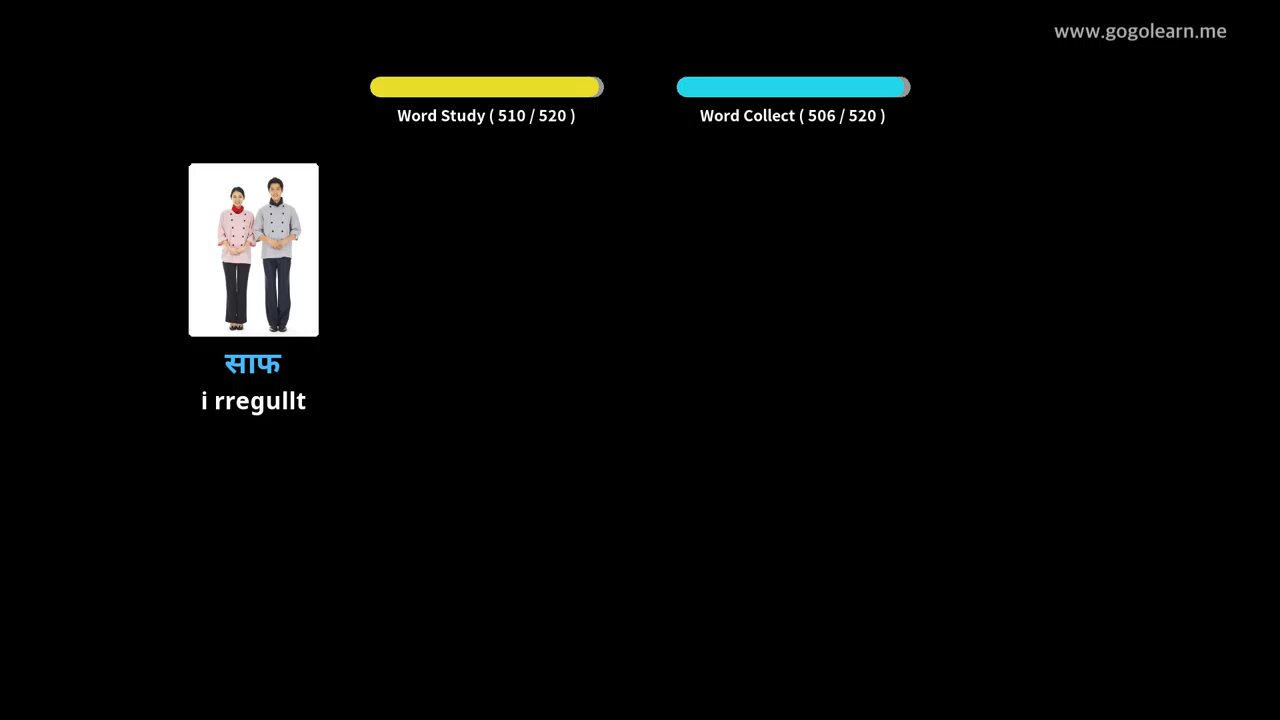 www.gogolearn.me
Word Study ( 510 / 520 )
Word Collect ( 506 / 520 )
साफ
i rregullt